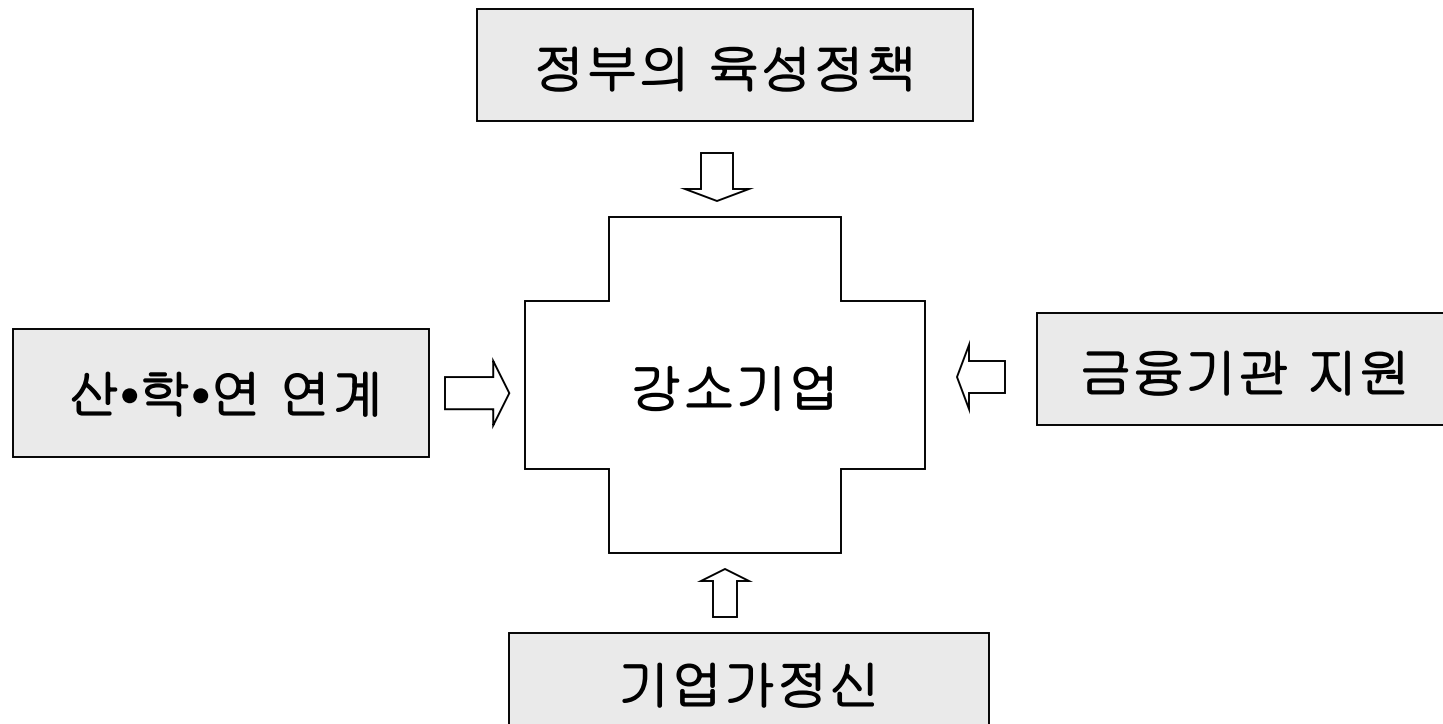 정부의 육성정책
산•학•연 연계
강소기업
금융기관 지원
기업가정신